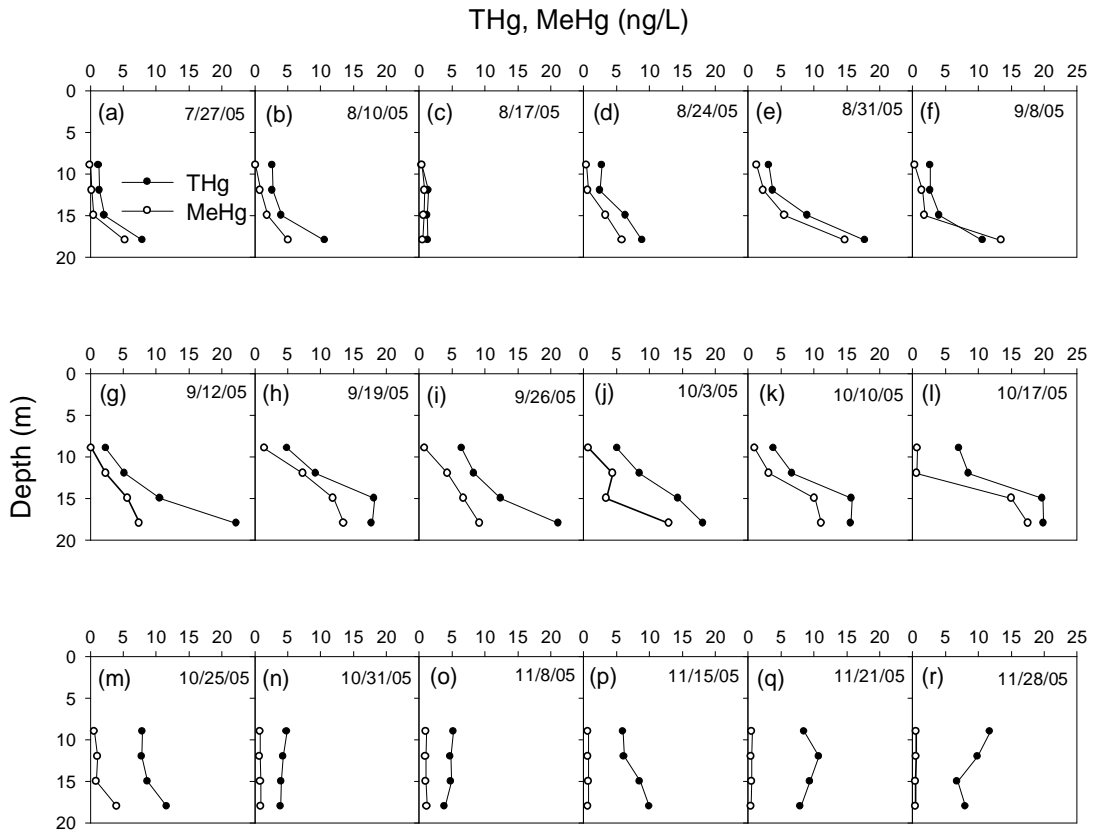 THg, MeHg (ng/L)
0 5 10 15 20 0 5 10 15 20 0 5 10 15 20 0 5 10 15 20 0 5 10 15 20 0 5 10 15 20 25
0
(a) 7/27/05 (b) 8/10/05 (c) 8/17/05 (d) 8/24/05 (e) 8/31/05 (f) 9/8/05
5
10
THg
MeHg
15
20
0 5 10 15 20 0 5 10 15 20 0 5 10 15 20 0 5 10 15 20 0 5 10 15 20 0 5 10 15 20 25
0
(g) 9/12/05 (h) 9/19/05 (i) 9/26/05 (j) 10/3/05 (k) 10/10/05 (l) 10/17/05
5
Depth (m)
10
15
20
0 5 10 15 20 0 5 10 15 20 0 5 10 15 20 0 5 10 15 20 0 5 10 15 20 0 5 10 15 20 25
0
(m) 10/25/05 (n) 10/31/05 (o) 11/8/05 (p) 11/15/05 (q) 11/21/05 (r) 11/28/05
5
10
15
20